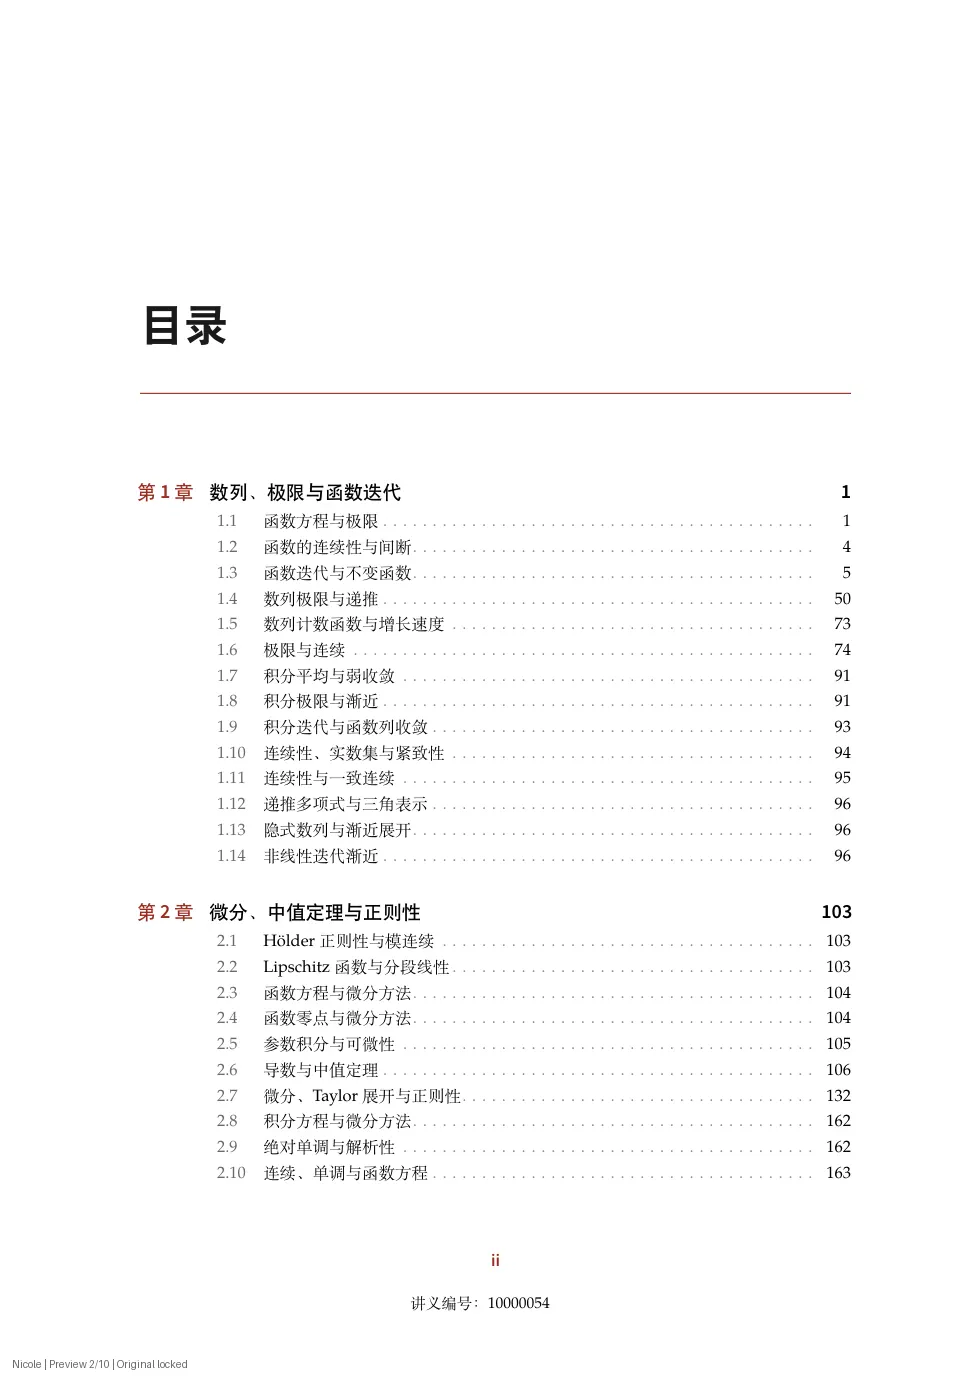 目录
第 1 章 数列、极限与函数迭代 1
1.1 函数方程与极限 1
1.2 函数的连续性与间断 4
1.3 函数迭代与不变函数 5
1.4 数列极限与递推 50
1.5 数列计数函数与增长速度 73
1.6 极限与连续 74
1.7 积分平均与弱收敛 91
1.8 积分极限与渐近 91
1.9 积分迭代与函数列收敛 93
1.10 连续性、实数集与紧致性 94
1.11 连续性与一致连续 95
1.12 递推多项式与三角表示 96
1.13 隐式数列与渐近展开 96
1.14 非线性迭代渐近 96
第 2 章 微分、中值定理与正则性 103
2.1 Hölder 正则性与模连续 103
2.2 Lipschitz 函数与分段线性 103
2.3 函数方程与微分方法 104
2.4 函数零点与微分方法 104
2.5 参数积分与可微性 105
2.6 导数与中值定理 106
2.7 微分、Taylor 展开与正则性 132
2.8 积分方程与微分方法 162
2.9 绝对单调与解析性 162
2.10 连续、单调与函数方程 163
ii
讲义编号：10000054
Nicole | Preview 2/10 | Original locked